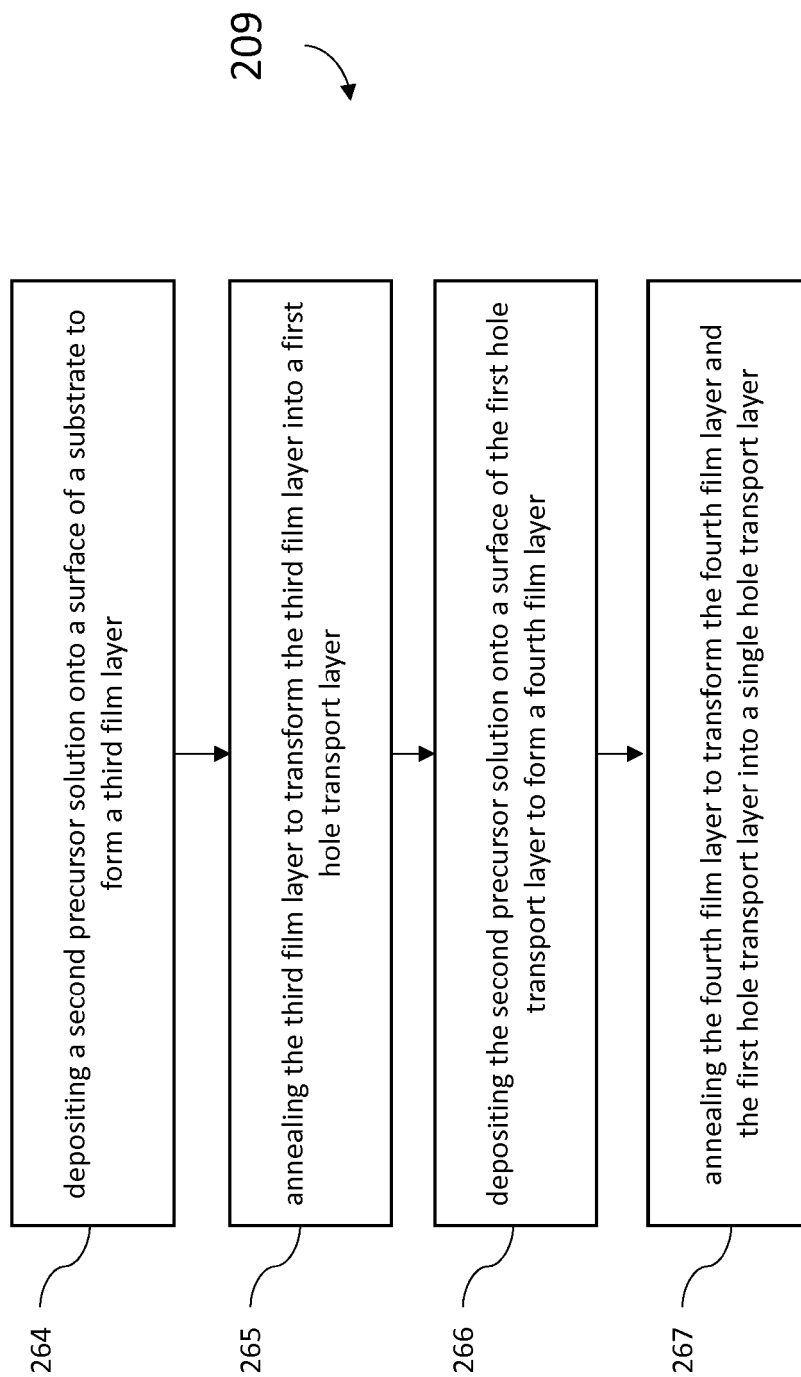 209
264
depositing a second precursor solution onto a surface of a substrate to
form a third film layer
265
annealing the third film layer to transform the third film layer into a first
hole transport layer
266
depositing the second precursor solution onto a surface of the first hole
transport layer to form a fourth film layer
267
annealing the fourth film layer to transform the fourth film layer and
the first hole transport layer into a single hole transport layer